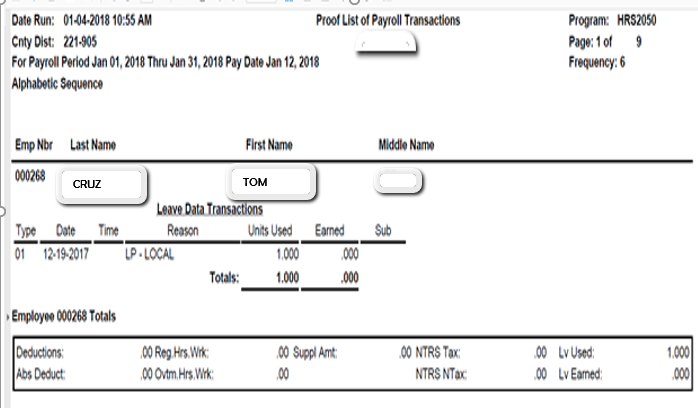 Date Run: 01-04-2018 10:55 AM Proof List of Payroll Transactions Program: HRS2050
Cnty Dist: 221-905 Page: 1 of 9
For Payroll Period Jan 01, 2018 Thru Jan 31, 2018 Pay Date Jan 12, 2018 Frequency: 6
Alphabetic Sequence
Emp Nbr Last Name First Name Middle Name
000268 CRUZ TOM
Leave Data Transactions
Type Date Time Reason Units Used Earned Sub
01 12-19-2017 LP - LOCAL 1.000 .000
Totals: 1.000 .000
Employee 000268 Totals
Deductions: .00 Reg.Hrs.Wrk: .00 Suppl Amt: .00 NTRS Tax: .00 Lv Used: 1.000
Abs Deduct: .00 Ovtm.Hrs.Wrk: .00 NTRS NTax: .00 Lv Earned: .000